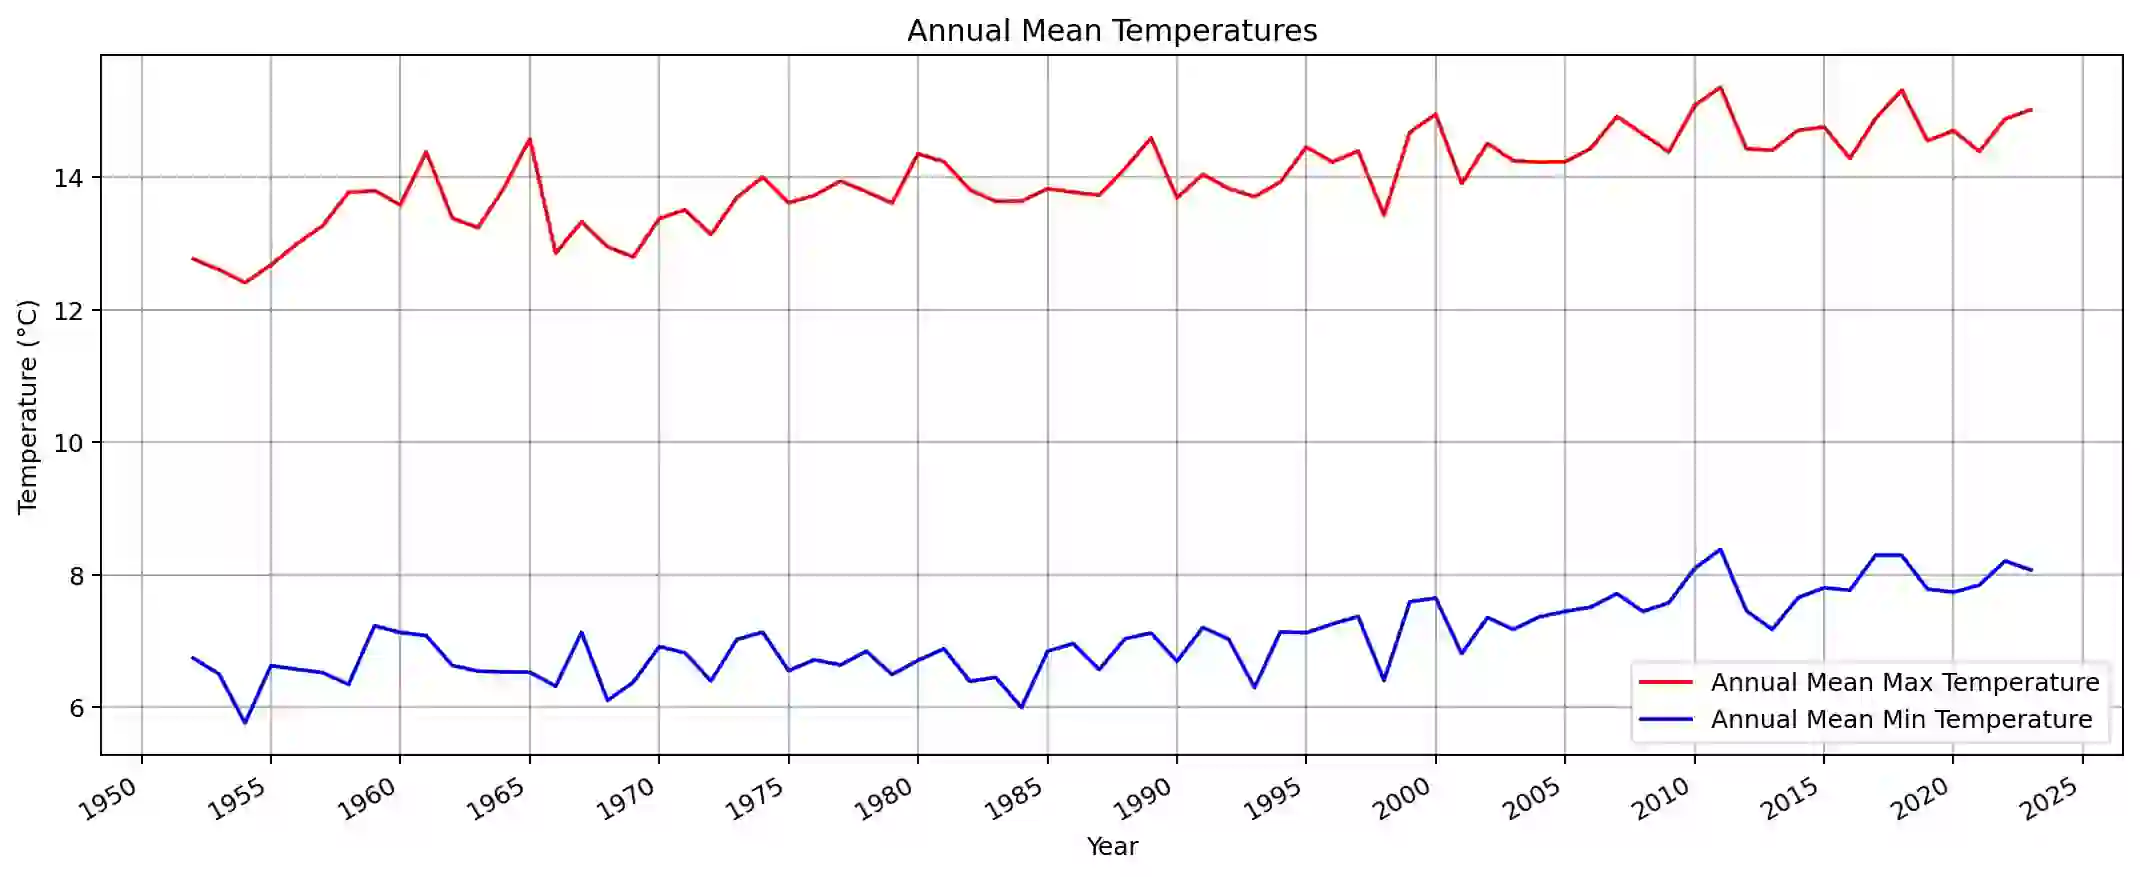 Annual Mean Temperatures
Temperature (°C)
14
12
10
8
6
Annual Mean Max Temperature
Annual Mean Min Temperature
1950 1955 1960 1965 1970 1975 1980 1985 1990 1995 2000 2005 2010 2015 2020 2025
Year